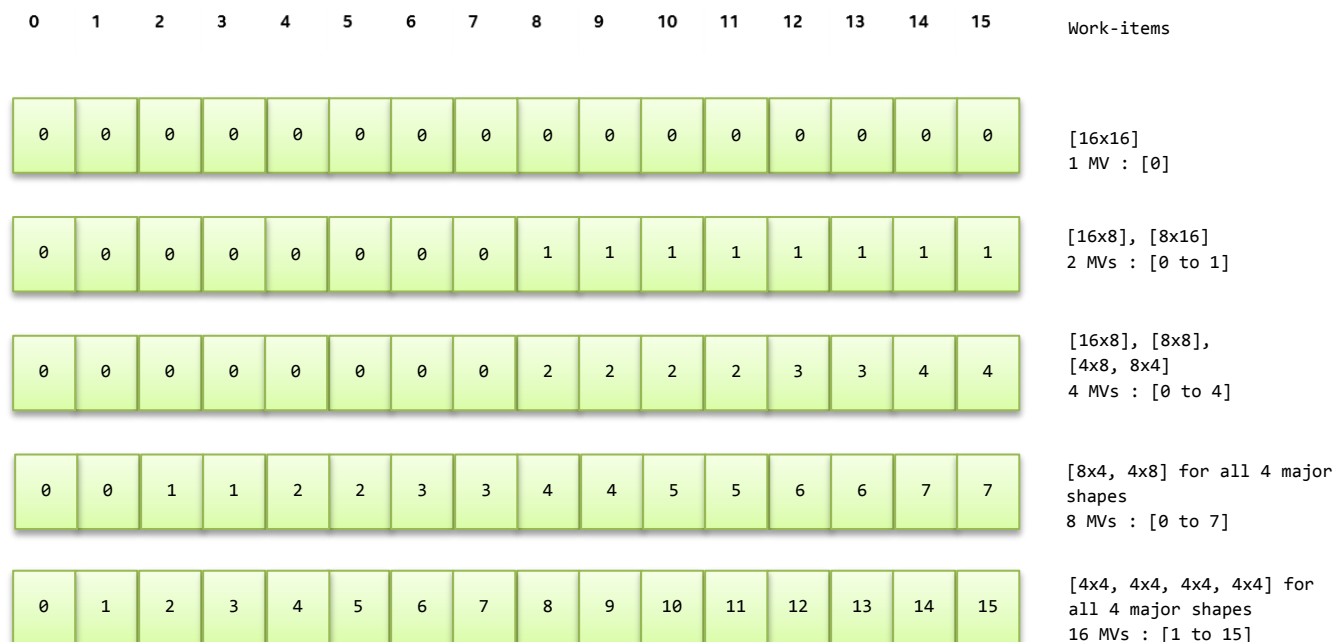 0 1 2 3 4 5 6 7 8 9 10 11 12 13 14 15 Work-items
0 0 0 0 0 0 0 0 0 0 0 0 0 0 0 0
[16x16]
1 MV : [0]
0 0 0 0 0 0 0 0 1 1 1 1 1 1 1 1
[16x8], [8x16]
2 MVs : [0 to 1]
0 0 0 0 0 0 0 0 2 2 2 2 3 3 4 4
[16x8], [8x8],
[4x8, 8x4]
4 MVs : [0 to 4]
0 0 1 1 2 2 3 3 4 4 5 5 6 6 7 7
[8x4, 4x8] for all 4 major
shapes
8 MVs : [0 to 7]
0 1 2 3 4 5 6 7 8 9 10 11 12 13 14 15
[4x4, 4x4, 4x4, 4x4] for
all 4 major shapes
16 MVs : [1 to 15]